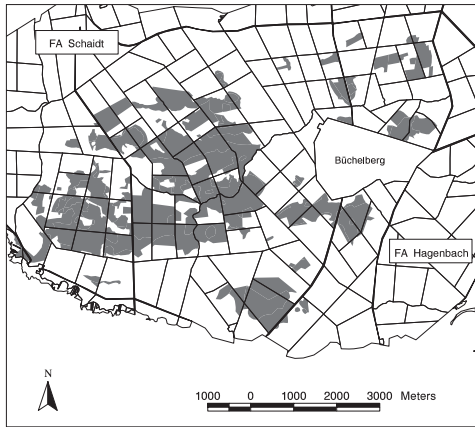 FA Schaidt
Büchelberg
FA Hagenbach
N
1000 0 1000 2000 3000 Meters